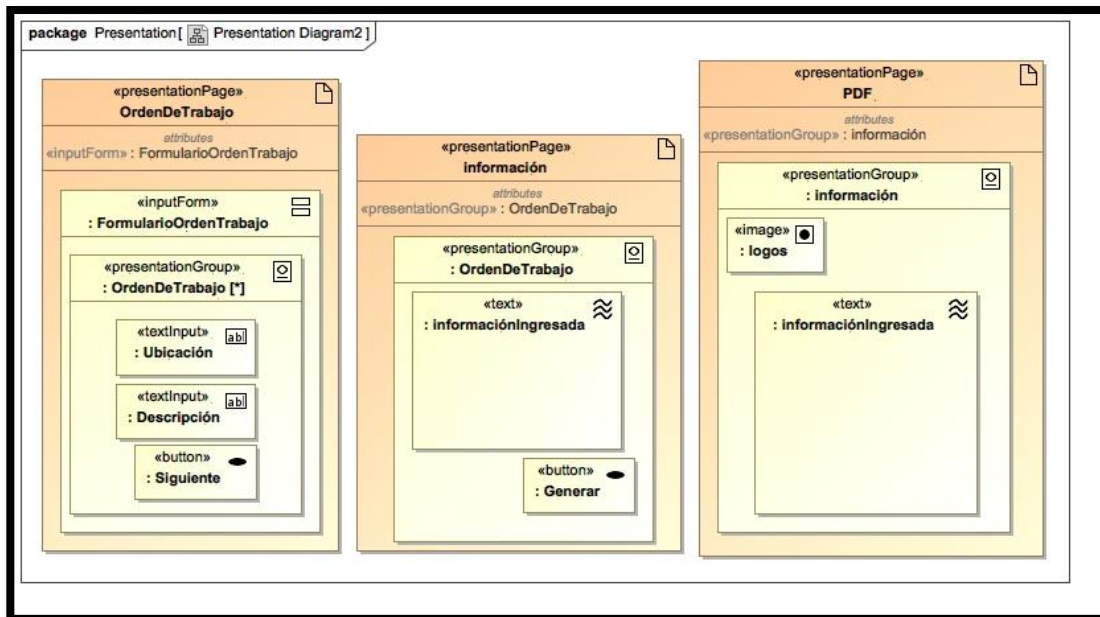 package Presentation[ Presentation Diagram2 ]
«presentationPage»
OrdenDeTrabajo
attributes
«inputForm» : FormularioOrdenTrabajo
«inputForm»
: FormularioOrdenTrabajo
«presentationGroup»
: OrdenDeTrabajo [*]
«textInput»
ab|
: Ubicación
«textInput»
ab|
: Descripción
«button»
: Siguiente
«presentationPage»
información
attributes
«presentationGroup» : OrdenDeTrabajo
«presentationGroup»
: OrdenDeTrabajo
«text»
: informaciónIngresada
«button»
: Generar
«presentationPage»
PDF
attributes
«presentationGroup» : información
«presentationGroup»
: información
«image»
: logos
«text»
: informaciónIngresada